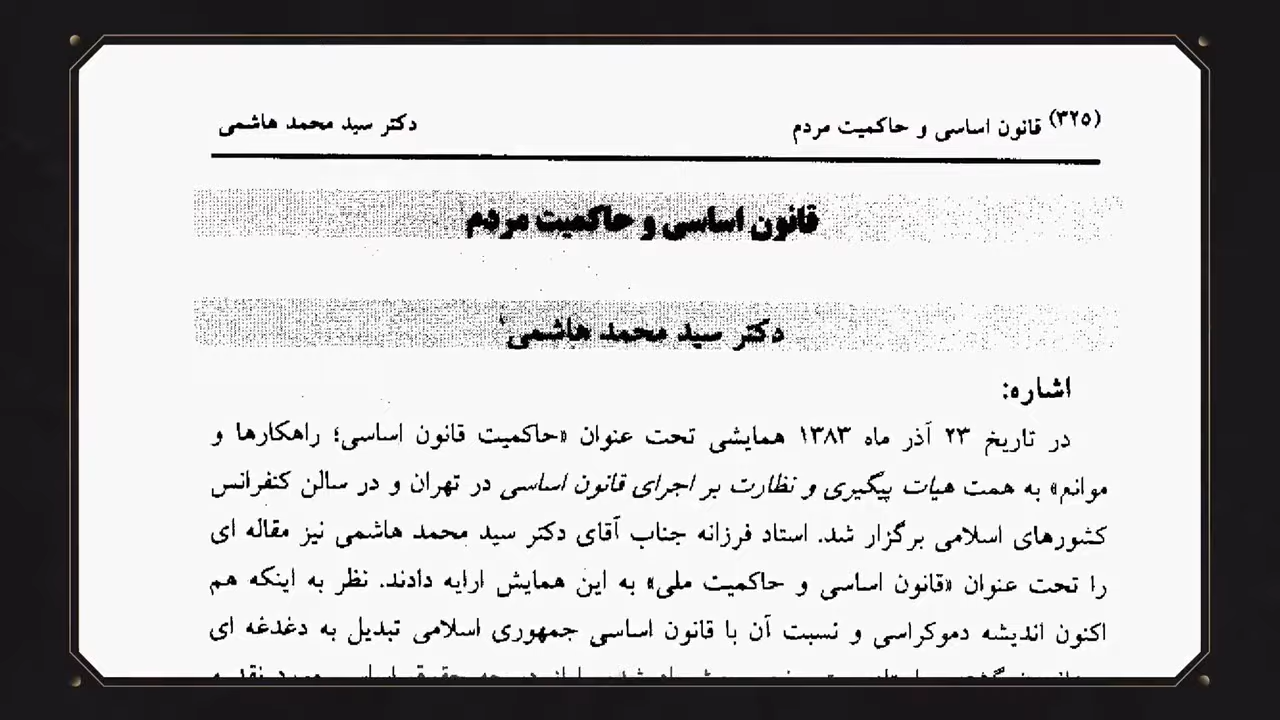 (۳۲۵) قانون اساسی و حاکمیت مردم دکتر سید محمد هاشمی
قانون اساسی و حاکمیت مردم
دکتر سید محمد هاشمی
اشاره:
در تاریخ ۲۳ آذر ماه ۱۳۸۳ همایشی تحت عنوان «حاکمیت قانون اساسی؛ راهکارها و
موانع» به همت هیات پیگیری و نظارت بر اجرای قانون اساسی در تهران و در سالن کنفرانس
کشورهای اسلامی برگزار شد. استاد فرزانه جناب آقای دکتر سید محمد هاشمی نیز مقاله ای
را تحت عنوان «قانون اساسی و حاکمیت ملی» به این همایش ارایه دادند. نظر به اینکه هم
اکنون اندیشه دموکراسی و نسبت آن با قانون اساسی جمهوری اسلامی تبدیل به دغدغه ای